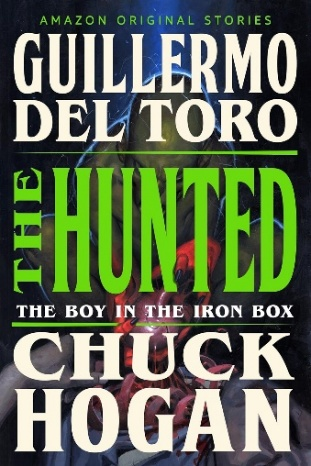 AMAZON ORIGINAL STORIES
GUILLERMO
DEL TORO
THE HUNTED
THE BOY IN THE IRON BOX
CHUCK
HOGAN